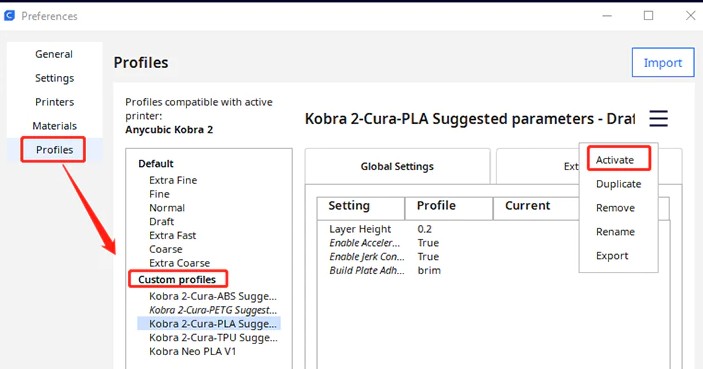 Preferences
General
Settings
Printers
Materials
Profiles
Profiles
Import
Profiles compatible with active
printer:
Anycubic Kobra 2
Default
Extra Fine
Fine
Normal
Draft
Extra Fast
Coarse
Extra Coarse
Custom profiles
Kobra 2-Cura-ABS Sugge...
Kobra 2-Cura-PETG Suggest...
Kobra 2-Cura-PLA Sugge...
Kobra 2-Cura-TPU Sugge...
Kobra Neo PLA V1
Kobra 2-Cura-PLA Suggested parameters - Draf
Global Settings
Ext
Setting Profile Current
Layer Height 0.2
Enable Acceler... True
Enable Jerk Con... True
Build Plate Adh... brim
Activate
Duplicate
Remove
Rename
Export